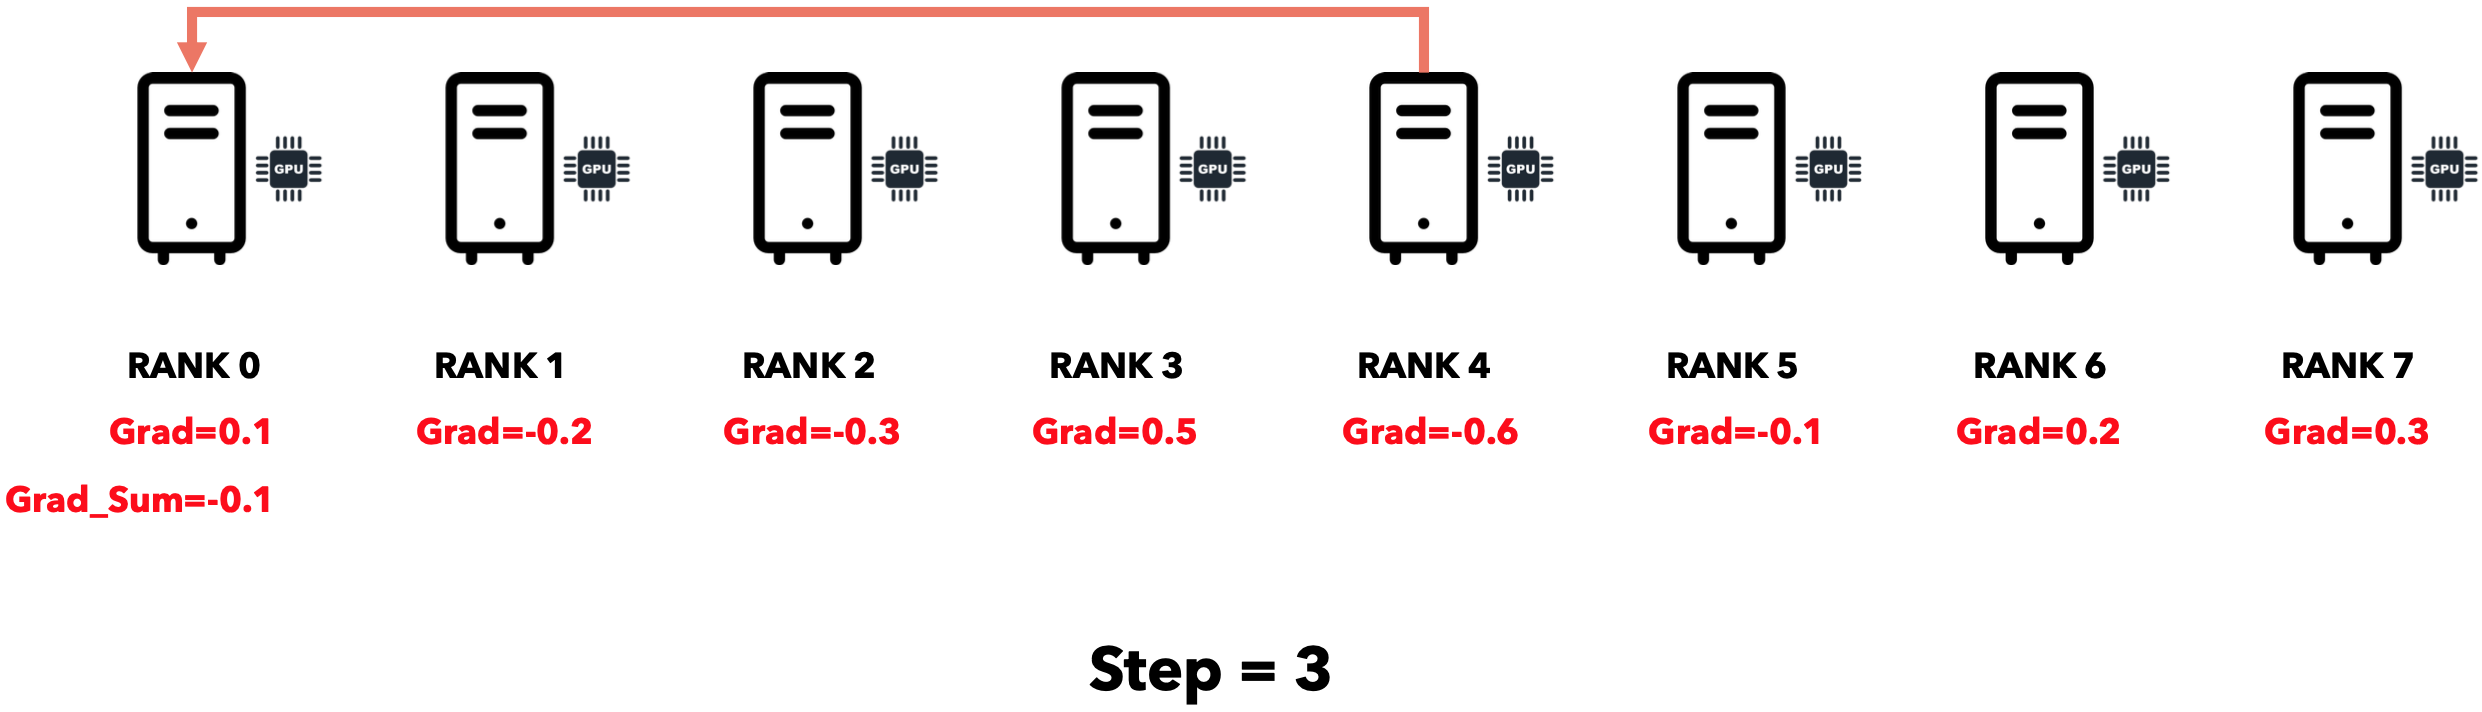 GPU GPU GPU GPU GPU GPU GPU GPU
RANK 0 RANK 1 RANK 2 RANK 3 RANK 4 RANK 5 RANK 6 RANK 7
Grad=0.1 Grad=-0.2 Grad=-0.3 Grad=0.5 Grad=-0.6 Grad=-0.1 Grad=0.2 Grad=0.3
Grad_Sum=-0.1
Step = 3